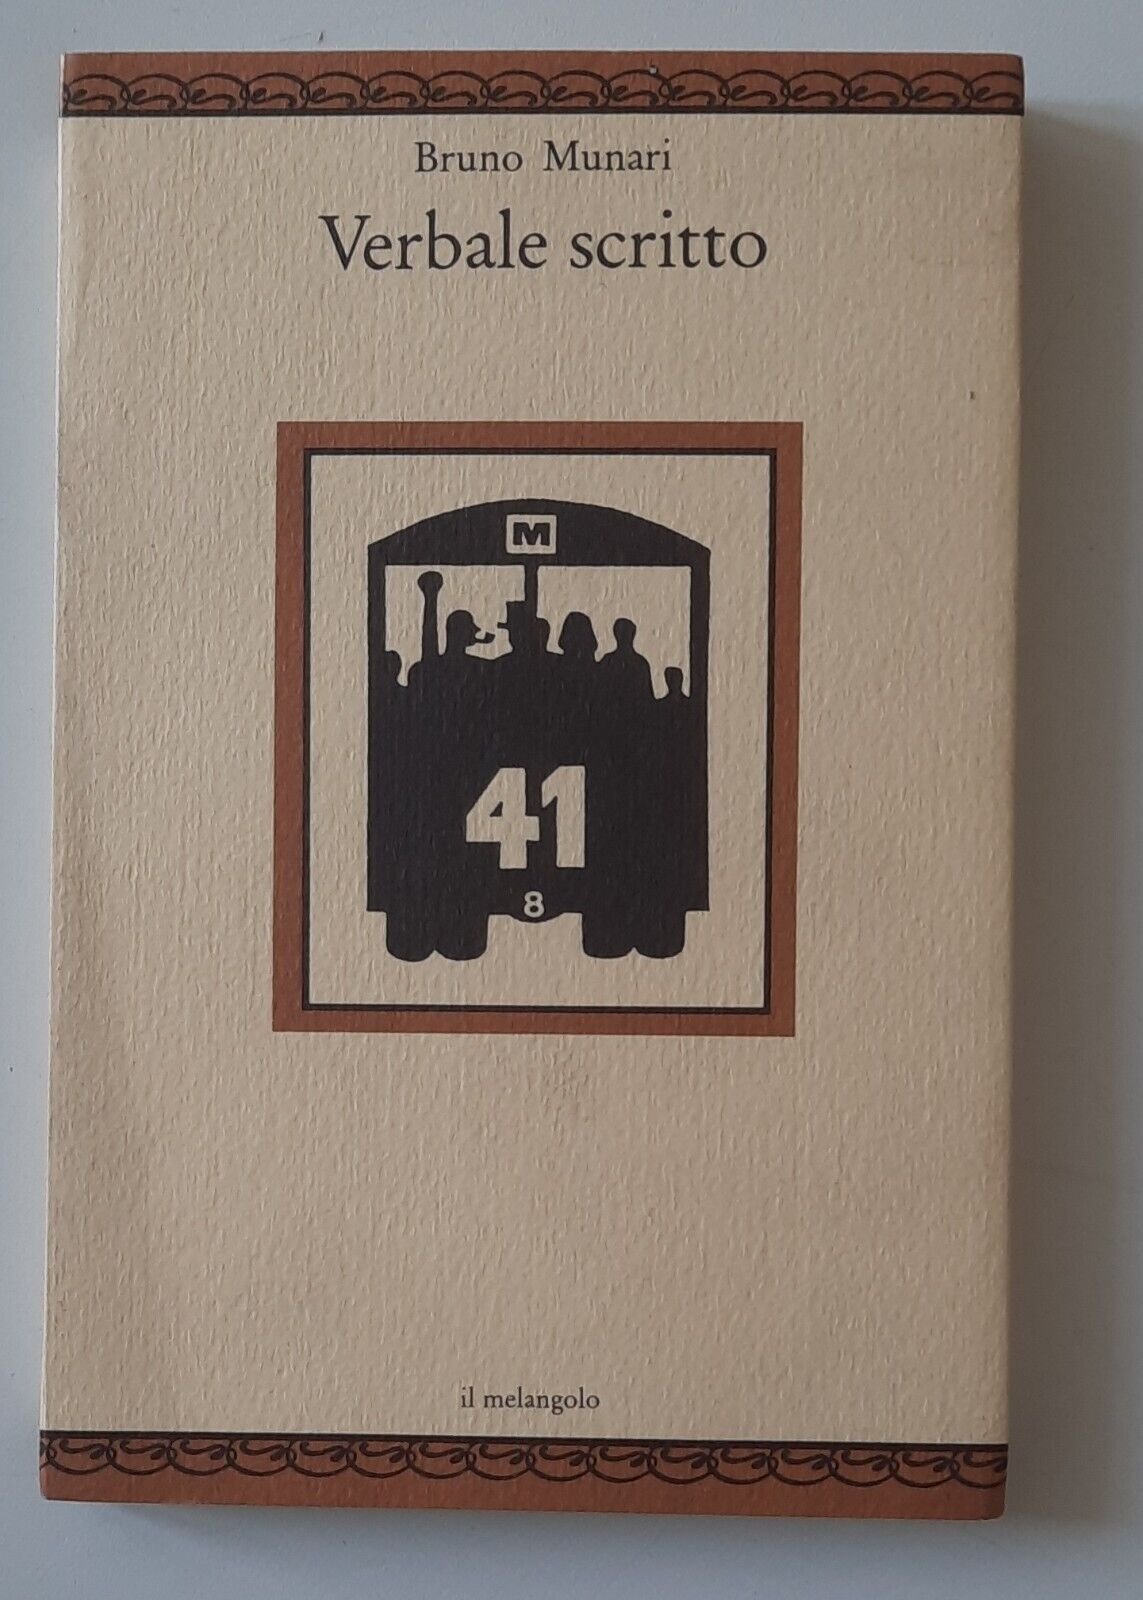 Bruno Munari
Verbale scritto
M
41
8
il melangolo